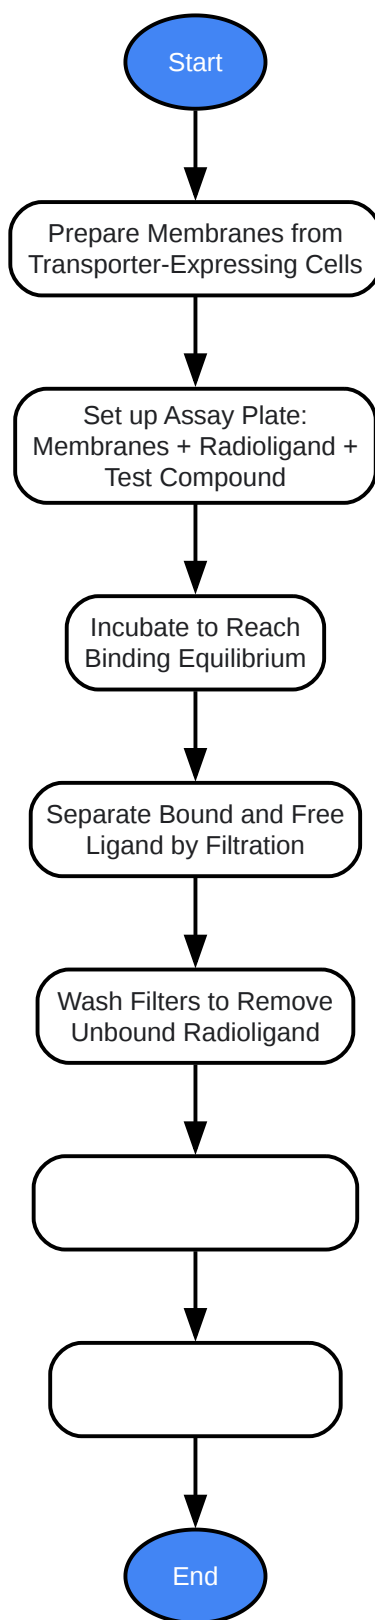 Start
Prepare Membranes from
Transporter-Expressing Cells
Set up Assay Plate:
Membranes + Radioligand +
Test Compound
Incubate to Reach
Binding Equilibrium
Separate Bound and Free
Ligand by Filtration
Wash Filters to Remove
Unbound Radioligand
End